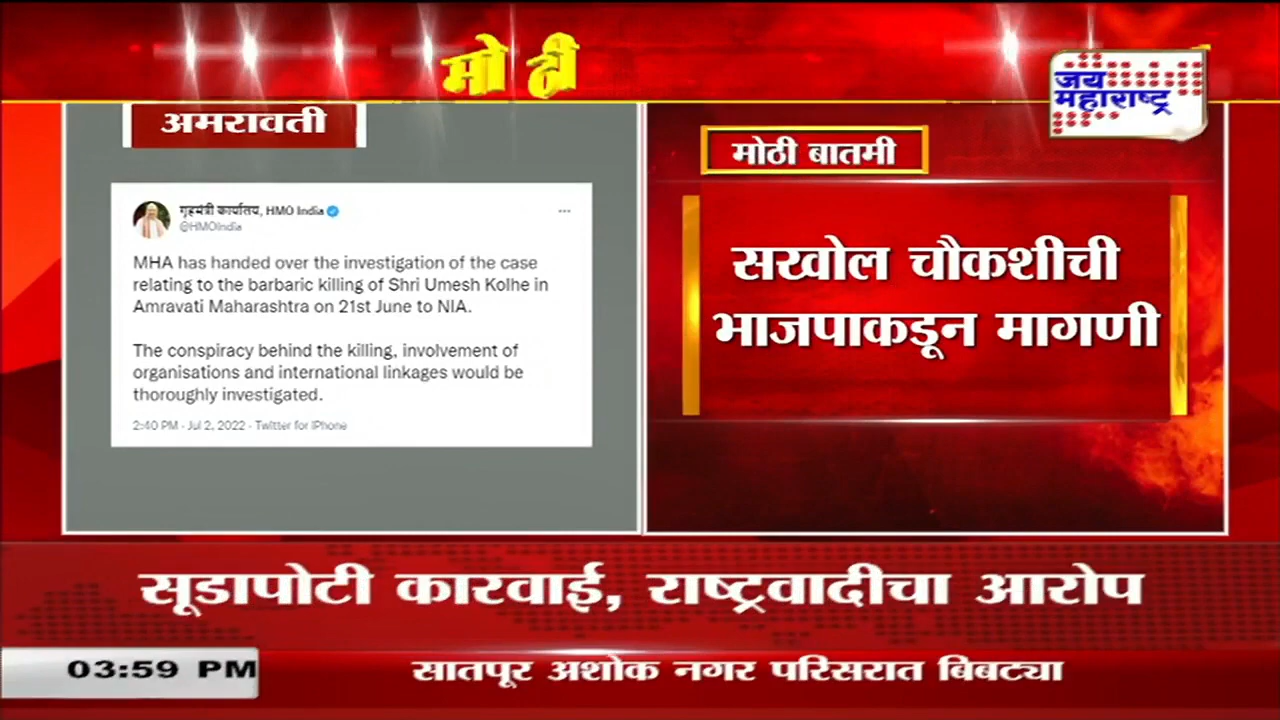 मो ठी
जय
महाराष्ट्र
अमरावती
गृहमंत्री कार्यालय, HMO India
@HMOIndia
MHA has handed over the investigation of the case
relating to the barbaric killing of Shri Umesh Kolhe in
Amravati Maharashtra on 21st June to NIA.
The conspiracy behind the killing, involvement of
organisations and international linkages would be
thoroughly investigated.
2:40 PM - Jul 2, 2022 - Twitter for iPhone
मोठी बातमी
सखोल चौकशीची
भाजपाकडून मागणी
सूडापोटी कारवाई, राष्ट्रवादीचा आरोप
03:59 PM
सातपूर अशोक नगर परिसरात बिबट्या